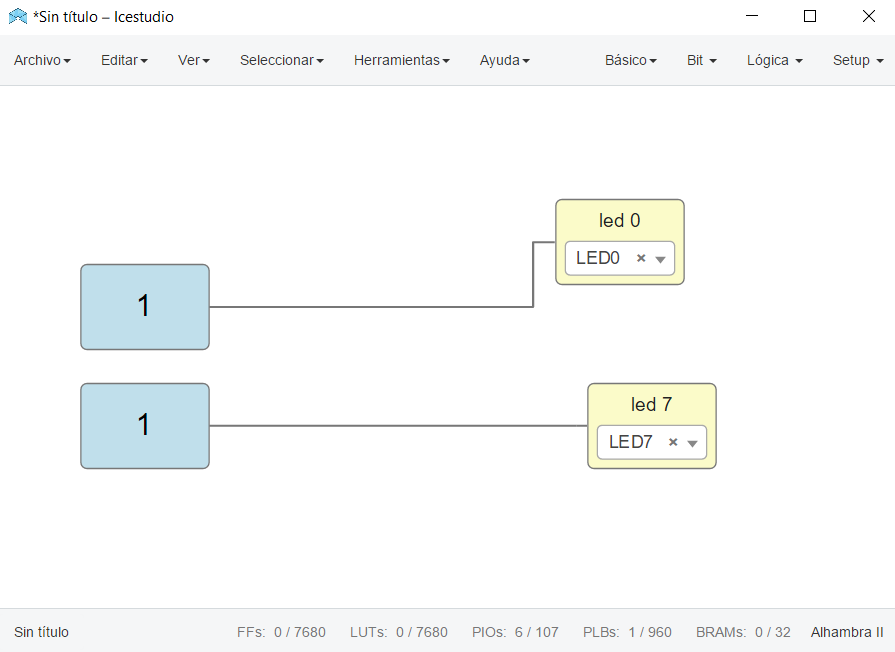 *Sin título – Icestudio
Archivo Editar Ver Seleccionar Herramientas Ayuda Básico Bit Lógica Setup
led 0
LED0
1
led 7
LED7
1
Sin título FFs: 0 / 7680 LUTs: 0 / 7680 PIOs: 6 / 107 PLBs: 1 / 960 BRAMs: 0 / 32 Alhambra II